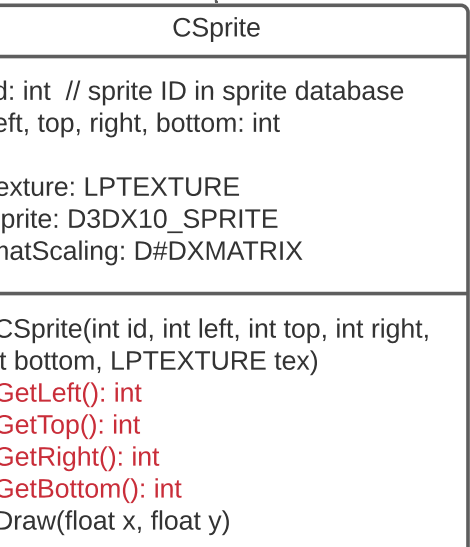 CSprite
d: int // sprite ID in sprite database
eft, top, right, bottom: int
exture: LPTEXTURE
prite: D3DX10_SPRITE
natScaling: D#DXMATRIX
CSprite(int id, int left, int top, int right,
t bottom, LPTEXTURE tex)
GetLeft(): int
GetTop(): int
GetRight(): int
GetBottom(): int
Draw(float x, float y)